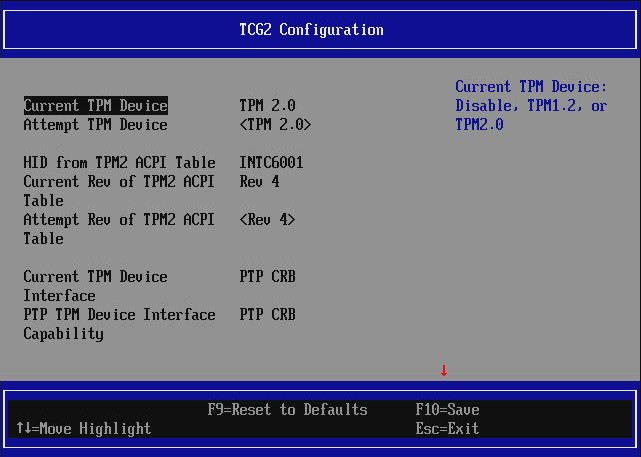 TCG2 Configuration
Current TPM Device TPM 2.0
Attempt TPM Device <TPM 2.0>
HID from TPM2 ACPI Table INTC6001
Current Rev of TPM2 ACPI Rev 4
Table
Attempt Rev of TPM2 ACPI <Rev 4>
Table
Current TPM Device PTP CRB
Interface
PTP TPM Device Interface PTP CRB
Capability
Current TPM Device:
Disable, TPM1.2, or
TPM2.0
↓
F9=Reset to Defaults F10=Save
↑↓=Move Highlight Esc=Exit